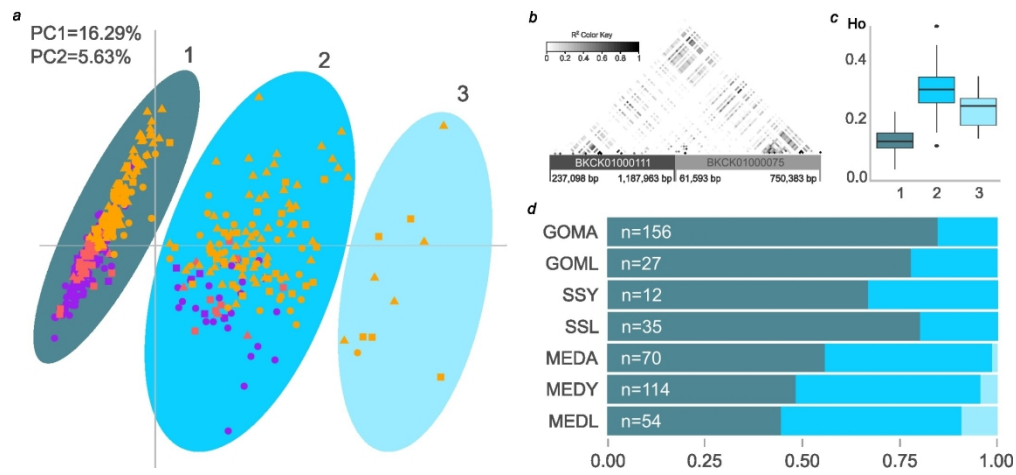 a
PC1=16.29%
PC2=5.63%
1
2
3
b
R² Color Key
0 0.2 0.4 0.6 0.8 1
BKCK01000111 BKCK01000075
237,098 bp 1,187,963 bp 61,593 bp 750,383 bp
c Ho
0.4
0.2
0.0
1 2 3
d
GOMA n=156
GOML n=27
SSY n=12
SSL n=35
MEDA n=70
MEDY n=114
MEDL n=54
0.00 0.25 0.50 0.75 1.00